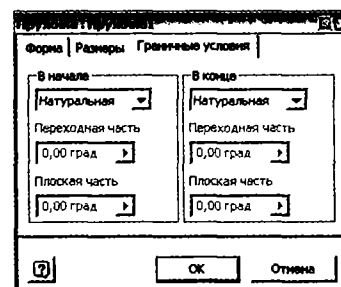 Форма Размеры Граничные условия
В начале В конце
Натуральная Натуральная
Переходная часть Переходная часть
0,00 град 0,00 град
Плоская часть Плоская часть
0,00 град 0,00 град
? ОК Отмена